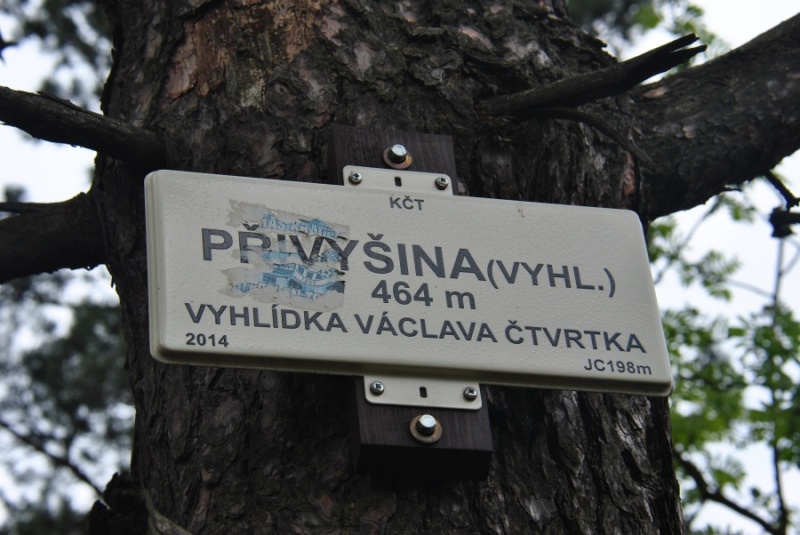 KČT
PŘIVYŠINA (VYHL.)
464 m
VYHLÍDKA VÁCLAVA ČTVRTKA
2014
JC198m